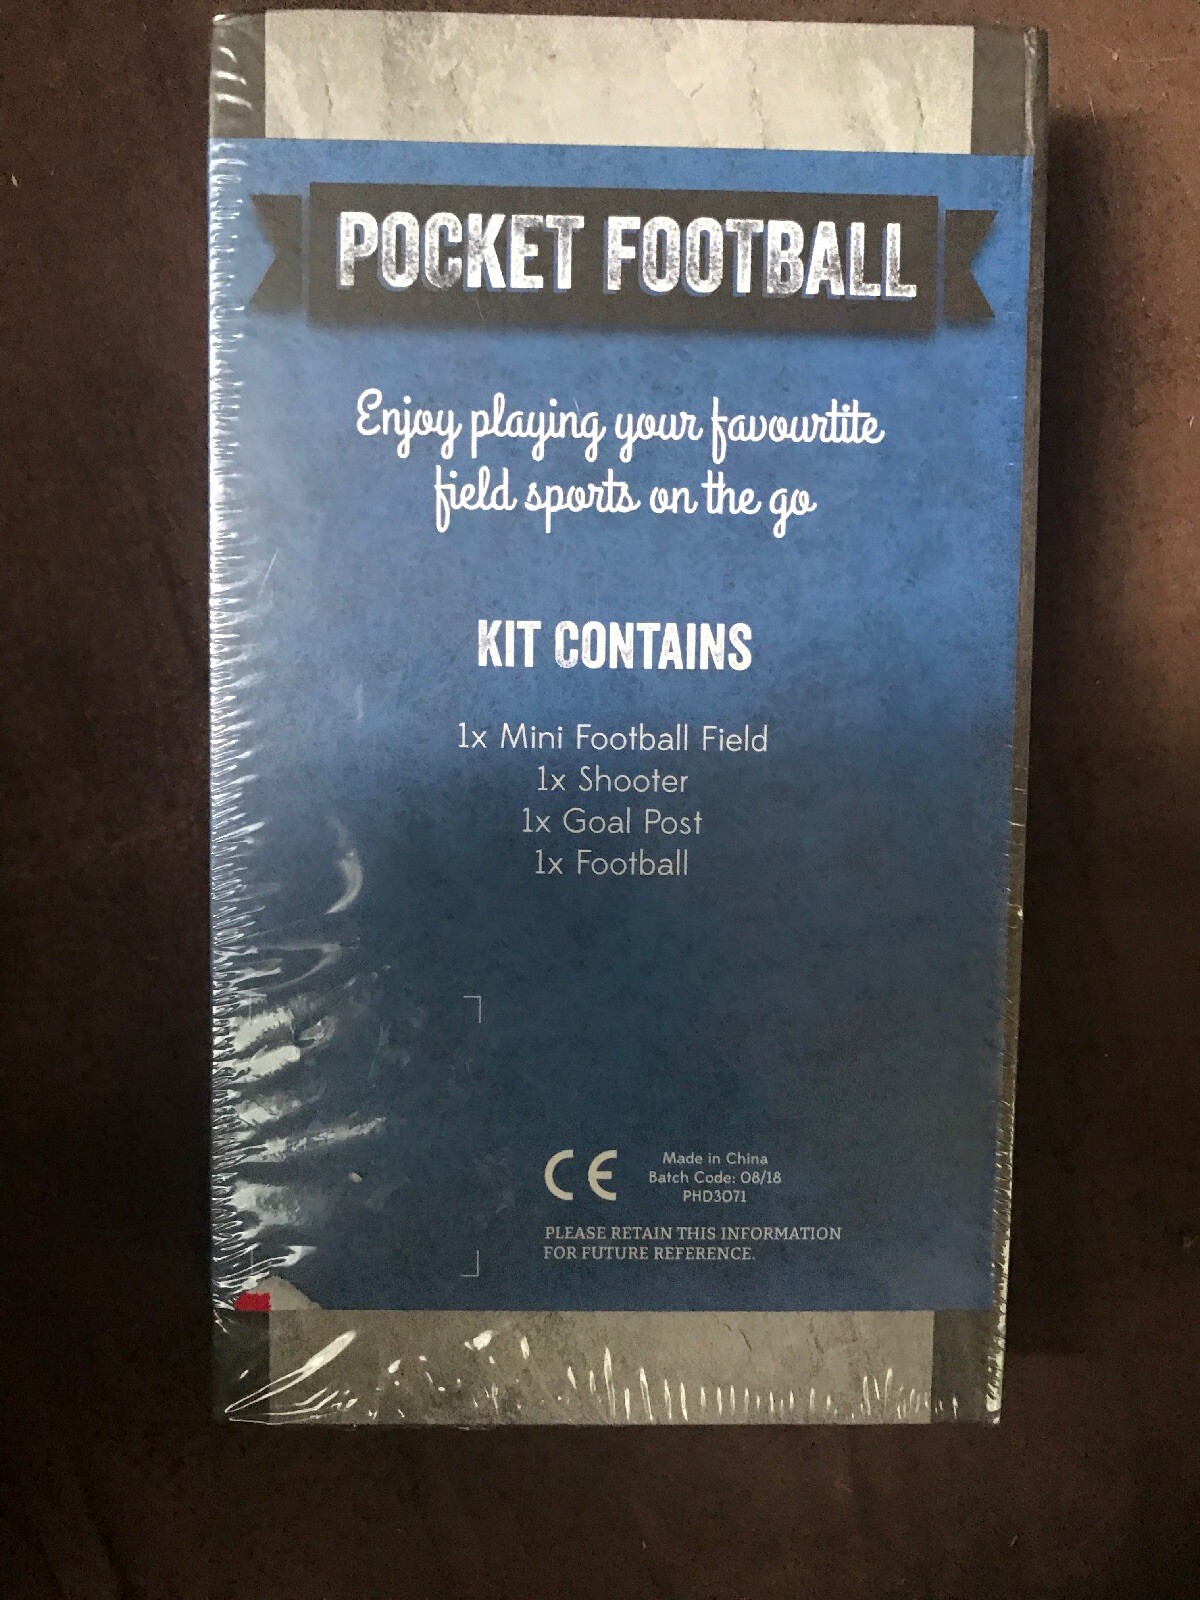 POCKET FOOTBALL
Enjoy playing your favourtite
field sports on the go
KIT CONTAINS
1x Mini Football Field
1x Shooter
1x Goal Post
1x Football
CE
Made in China
Batch Code: 08/18
PHD3071
PLEASE RETAIN THIS INFORMATION
FOR FUTURE REFERENCE.